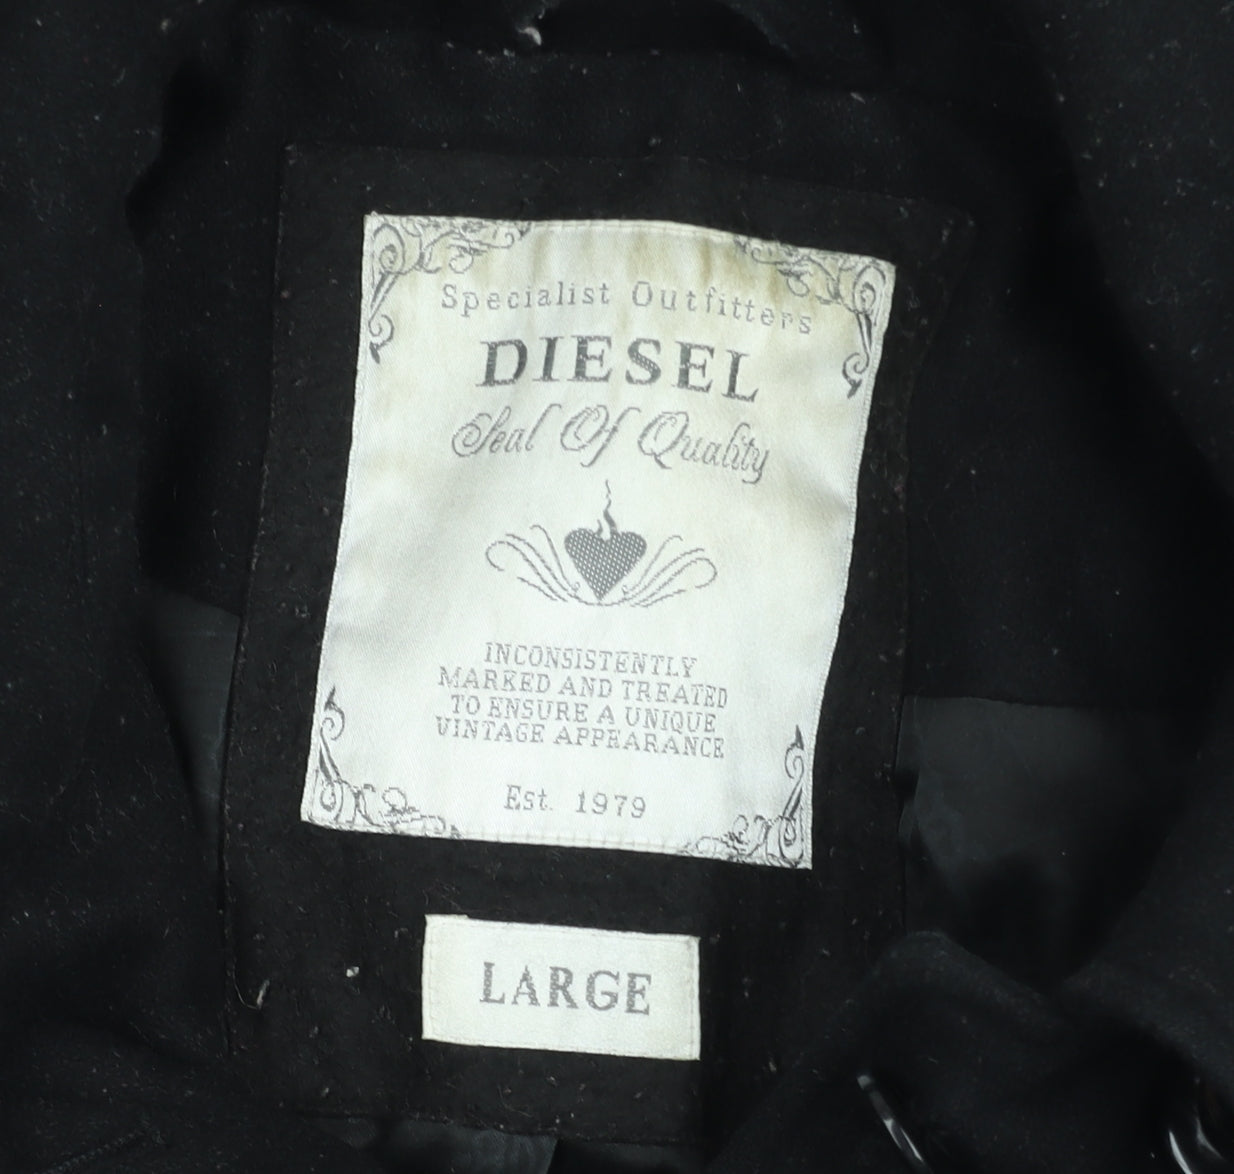 Specialist Outfitters
DIESEL
Seal Of Quality
INCONSISTENTLY
MARKED AND TREATED
TO ENSURE A UNIQUE
VINTAGE APPEARANCE
Est. 1979
LARGE